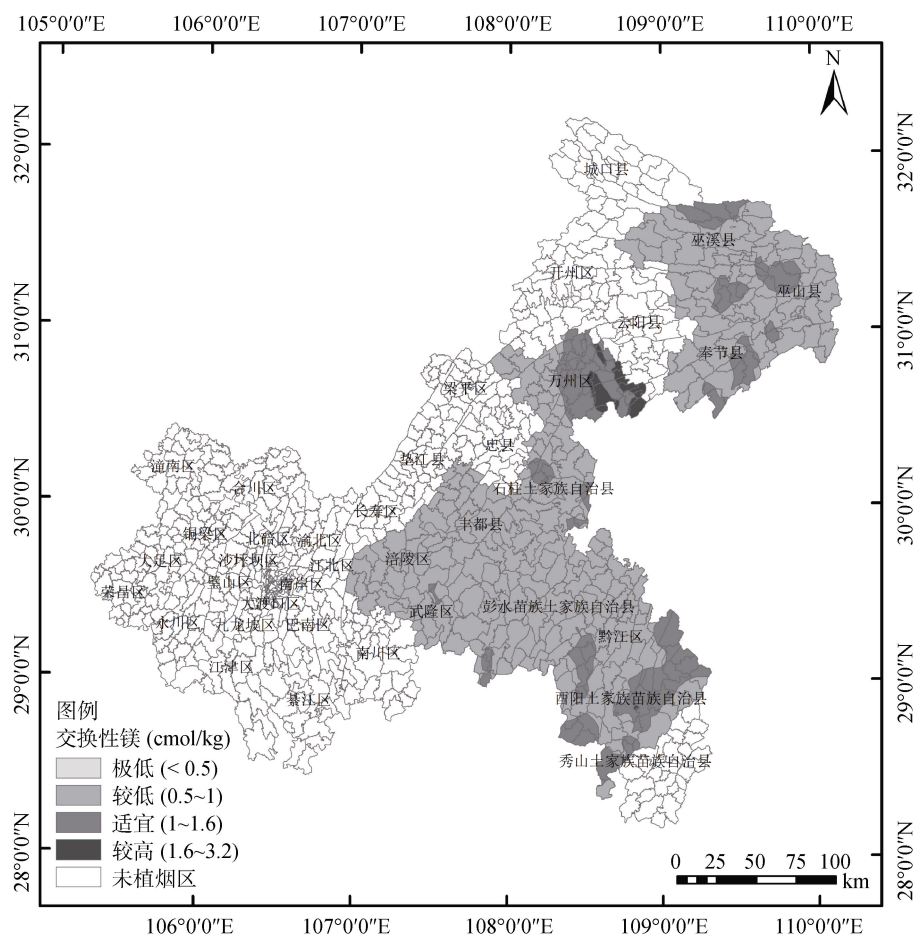 105°0′0″E 106°0′0″E 107°0′0″E 108°0′0″E 109°0′0″E 110°0′0″E
N
32°0′0″N
32°0′0″N
城口县
巫溪县
开州区
巫山县
云阳县
31°0′0″N
31°0′0″N
奉节县
万州区
梁平区
忠县
垫江县
潼南区
合川区
石柱土家族自治县
30°0′0″N
30°0′0″N
长寿区
丰都县
铜梁区
北碚区
渝北区
大足区
沙坪坝区
江北区
涪陵区
璧山区
南岸区
荣昌区
大渡口区
武隆区
彭水苗族土家族自治县
永川区
九龙坡区
巴南区
黔江区
南川区
江津区
29°0′0″N
29°0′0″N
綦江区
酉阳土家族苗族自治县
秀山土家族苗族自治县
图例
交换性镁 (cmol/kg)
极低 (< 0.5)
较低 (0.5~1)
适宜 (1~1.6)
较高 (1.6~3.2)
未植烟区
28°0′0″N
28°0′0″N
0 25 50 75 100
km
106°0′0″E 107°0′0″E 108°0′0″E 109°0′0″E 110°0′0″E